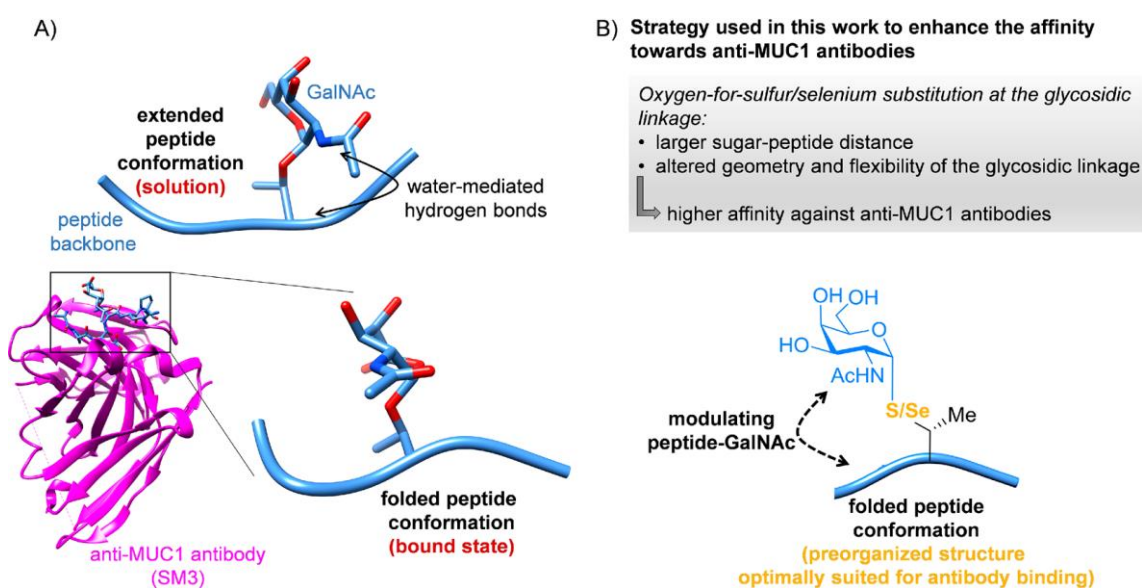 A)
extended
peptide
conformation
(solution)
GalNAc
water-mediated
hydrogen bonds
peptide
backbone
anti-MUC1 antibody
(SM3)
folded peptide
conformation
(bound state)
B) Strategy used in this work to enhance the affinity
towards anti-MUC1 antibodies
Oxygen-for-sulfur/selenium substitution at the glycosidic
linkage:
• larger sugar-peptide distance
• altered geometry and flexibility of the glycosidic linkage
higher affinity against anti-MUC1 antibodies
OH OH
O
HO
AcHN
S/Se
Me
modulating
peptide-GalNAc
folded peptide
conformation
(preorganized structure
optimally suited for antibody binding)